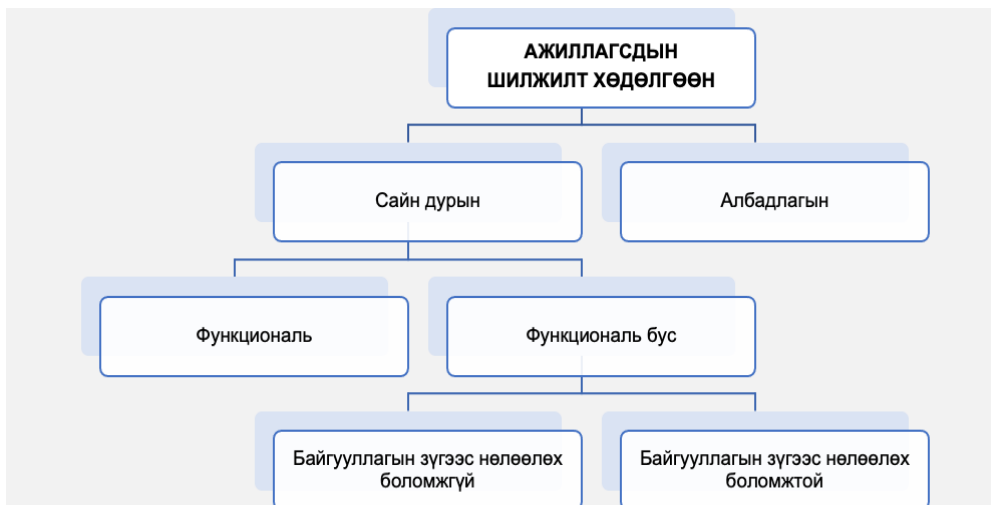 АЖИЛЛАГСДЫН
ШИЛЖИЛТ ХӨДӨЛГӨӨН
Сайн дурын
Албадлагын
Функциональ
Функциональ бус
Байгууллагын зүгээс нөлөөлөх
боломжгүй
Байгууллагын зүгээс нөлөөлөх
боломжтой